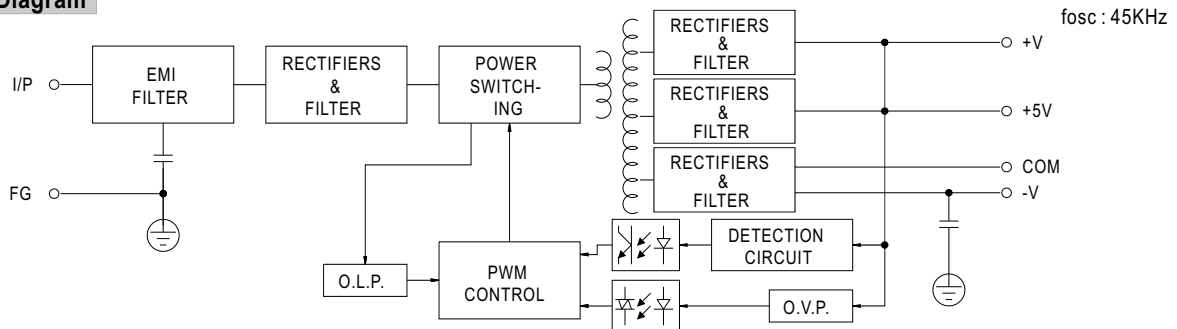 Diagram
fosc : 45KHz
I/P
EMI
FILTER
RECTIFIERS
&
FILTER
POWER
SWITCH-
ING
RECTIFIERS
&
FILTER
+V
RECTIFIERS
&
FILTER
+5V
RECTIFIERS
&
FILTER
COM
-V
FG
O.L.P.
PWM
CONTROL
DETECTION
CIRCUIT
O.V.P.